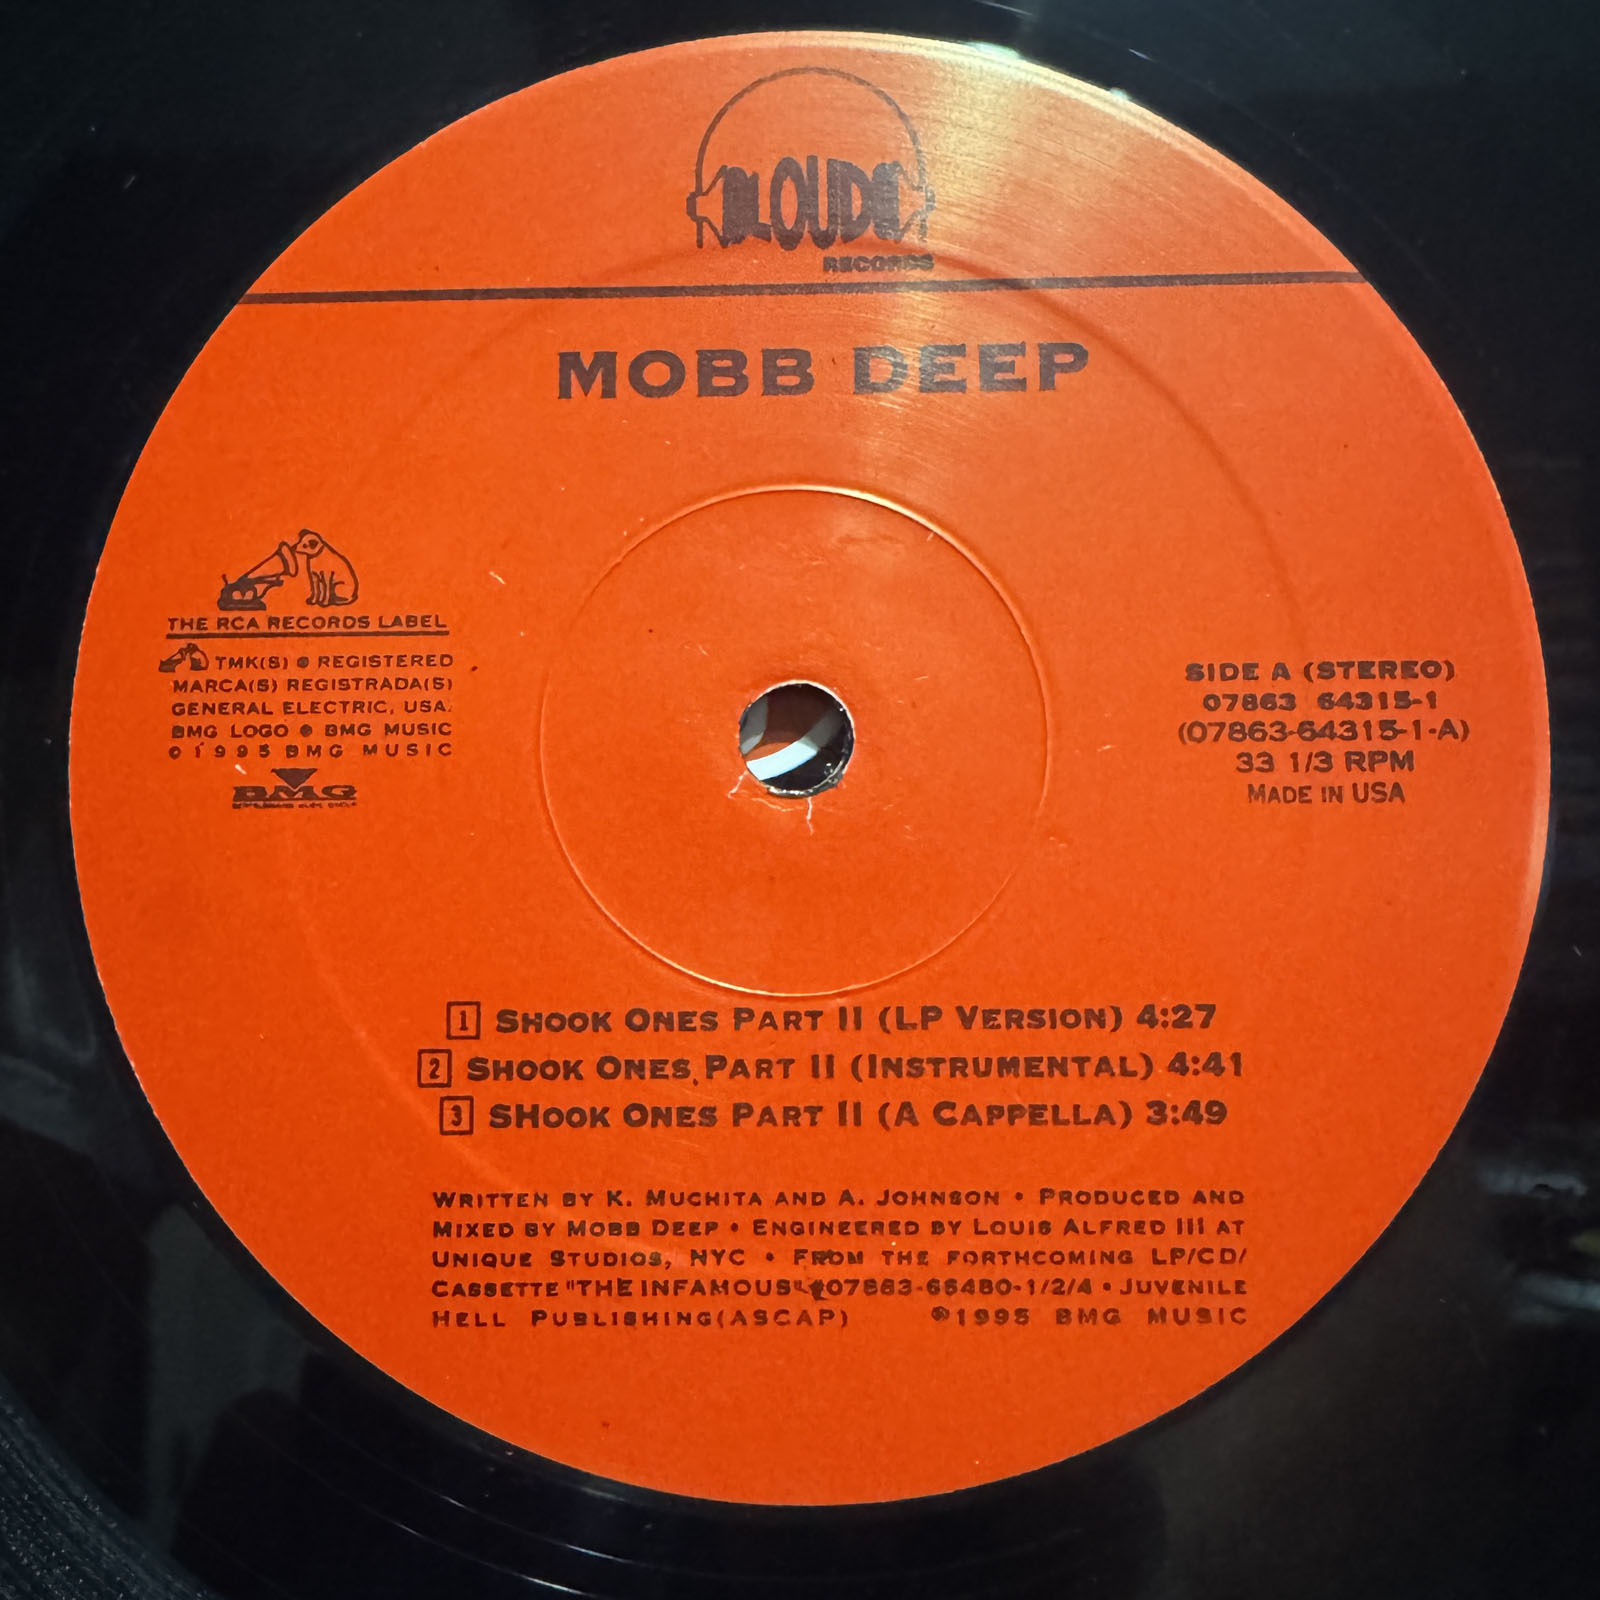 LOUD
RECORDS
MOBB DEEP
THE RCA RECORDS LABEL
TMK(S) ® REGISTERED
MARCA(S) REGISTRADA(S)
GENERAL ELECTRIC, USA.
BMG LOGO ® BMG MUSIC
© 1995 BMG MUSIC
BMG
SIDE A (STEREO)
07863 64315-1
(07863-64315-1-A)
33 1/3 RPM
MADE IN USA
1 SHOOK ONES PART II (LP VERSION) 4:27
2 SHOOK ONES, PART II (INSTRUMENTAL) 4:41
3 SHOOK ONES PART II (A CAPPELLA) 3:49
WRITTEN BY K. MUCHITA AND A. JOHNSON • PRODUCED AND
MIXED BY MOBB DEEP • ENGINEERED BY LOUIS ALFRED III AT
UNIQUE STUDIOS, NYC • FROM THE FORTHCOMING LP/CD/
CASSETTE "THE INFAMOUS" #07863-66480-1/2/4 • JUVENILE
HELL PUBLISHING(ASCAP) ℗1995 BMG MUSIC